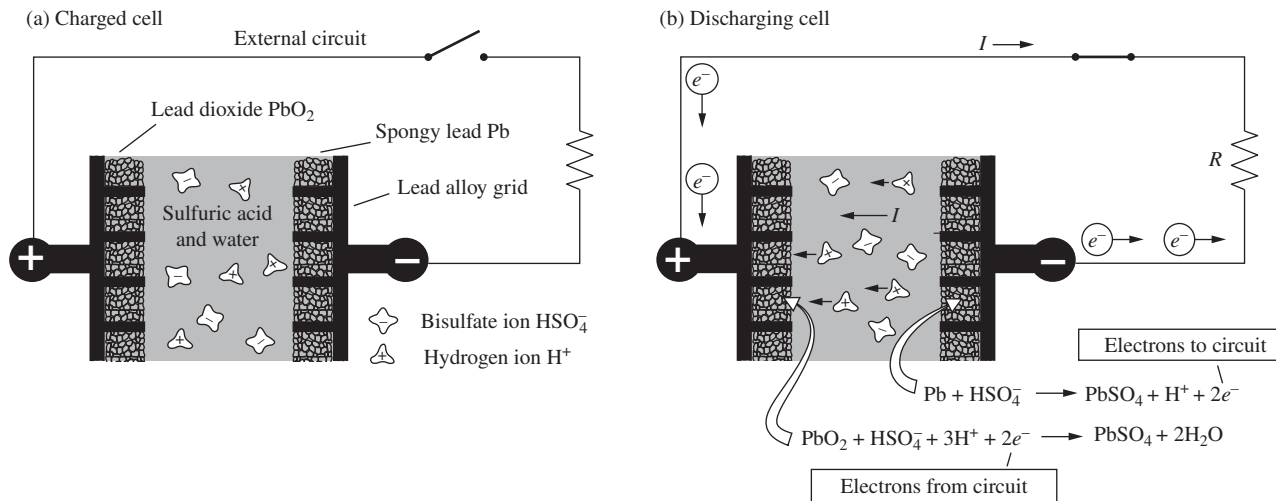 (a) Charged cell
External circuit
Lead dioxide PbO₂
Spongy lead Pb
Lead alloy grid
Sulfuric acid
and water
+
−
Bisulfate ion HSO₄⁻
Hydrogen ion H⁺
(b) Discharging cell
I
e⁻
e⁻
R
I
e⁻ e⁻
+
−
Electrons to circuit
Pb + HSO₄⁻ → PbSO₄ + H⁺ + 2e⁻
PbO₂ + HSO₄⁻ + 3H⁺ + 2e⁻ → PbSO₄ + 2H₂O
Electrons from circuit